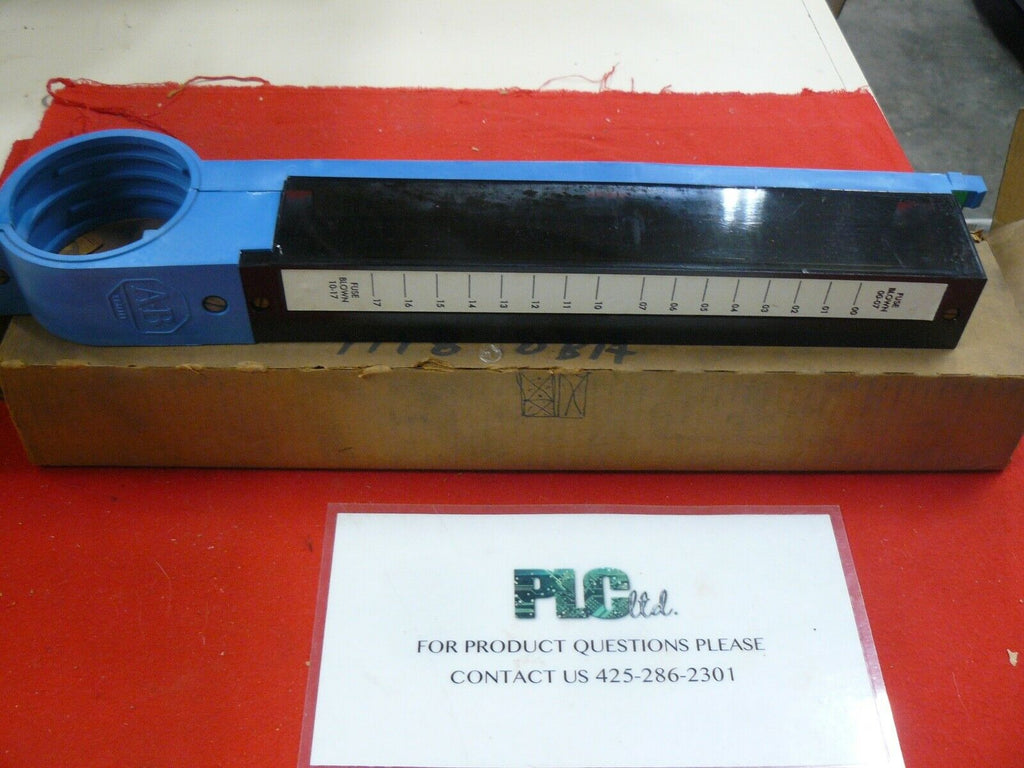 AB
FUSE
BLOWN
10-17
17
16
15
14
13
12
11
10
07
06
05
04
03
02
01
00
FUSE
BLOWN
00-07
PLC ltd.
FOR PRODUCT QUESTIONS PLEASE
CONTACT US 425-286-2301